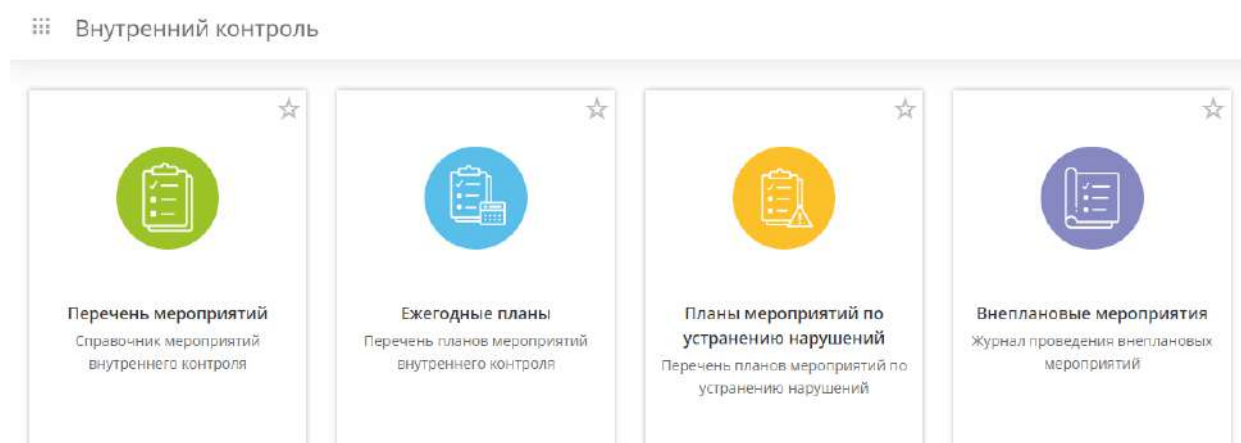 Внутренний контроль
Перечень мероприятий
Справочник мероприятий
внутреннего контроля
Ежегодные планы
Перечень планов мероприятий
внутреннего контроля
Планы мероприятий по
устранению нарушений
Перечень планов мероприятий по
устранению нарушений
Внеплановые мероприятия
Журнал проведения внеплановых
мероприятий